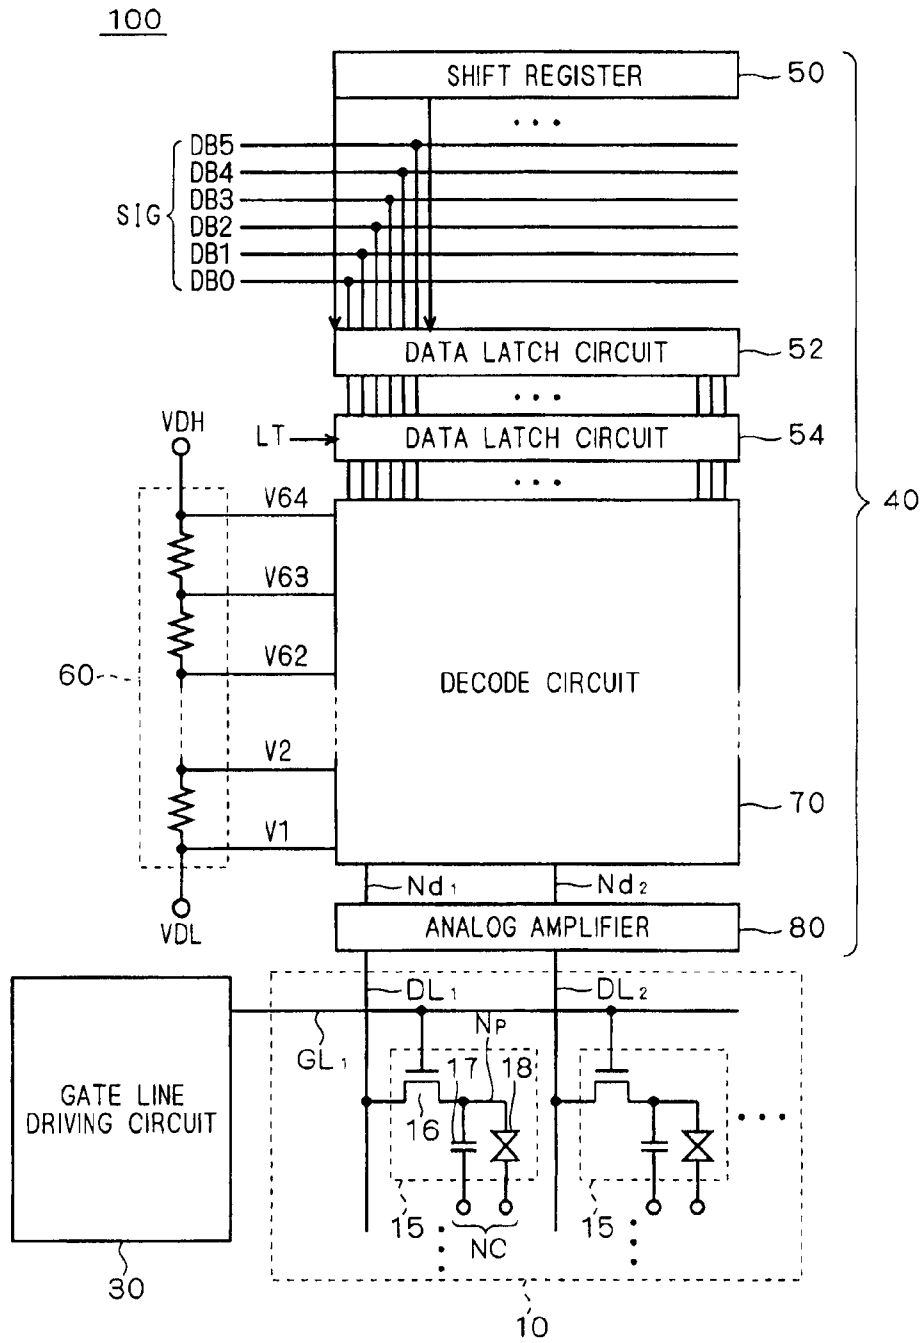 100
SHIFT REGISTER
50
DB5
DB4
DB3
SIG
DB2
DB1
DB0
DATA LATCH CIRCUIT
52
VDH
LT
DATA LATCH CIRCUIT
54
40
V64
V63
V62
60
DECODE CIRCUIT
V2
70
V1
Nd1
Nd2
VDL
ANALOG AMPLIFIER
80
DL1
DL2
NP
GL1
17
18
GATE LINE
DRIVING CIRCUIT
16
15
15
NC
30
10